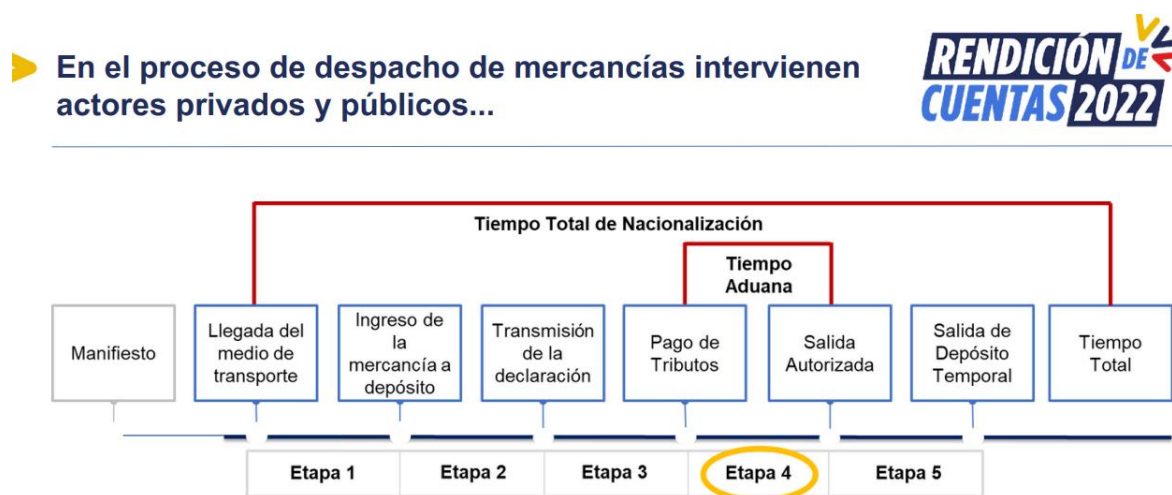 En el proceso de despacho de mercancías intervienen
actores privados y públicos...
RENDICIÓN DE
CUENTAS 2022
Tiempo Total de Nacionalización
Tiempo
Aduana
Manifiesto
Llegada del
medio de
transporte
Ingreso de
la
mercancía a
depósito
Transmisión
de la
declaración
Pago de
Tributos
Salida
Autorizada
Salida de
Depósito
Temporal
Tiempo
Total
Etapa 1
Etapa 2
Etapa 3
Etapa 4
Etapa 5